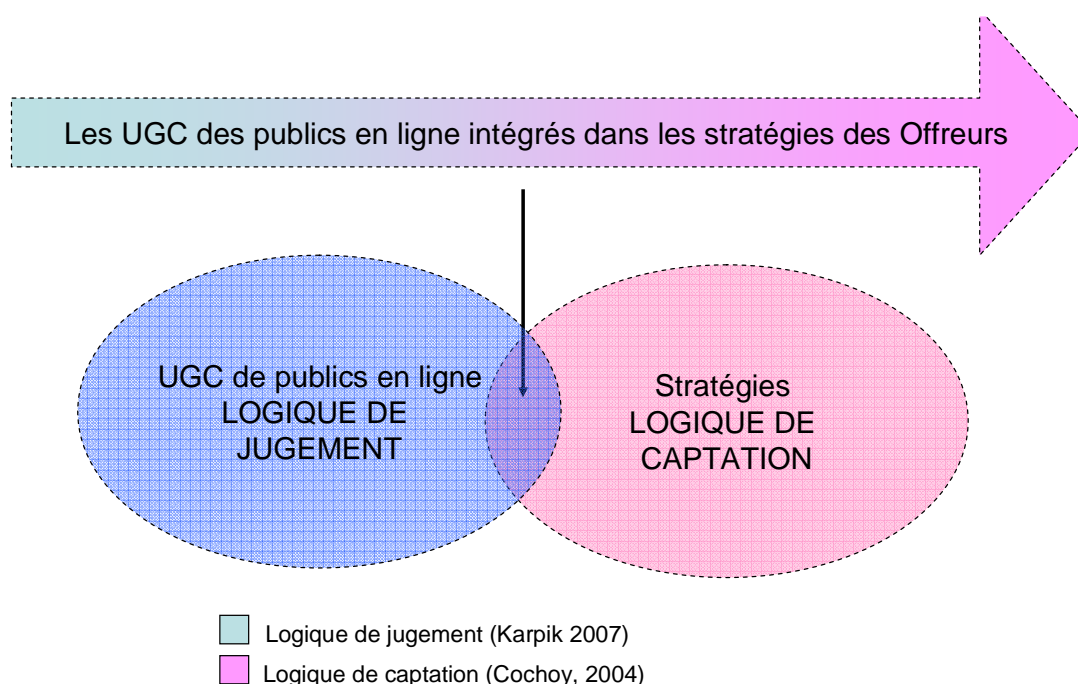 Les UGC des publics en ligne intégrés dans les stratégies des Offreurs
UGC de publics en ligne
LOGIQUE DE
JUGEMENT
Stratégies
LOGIQUE DE
CAPTATION
Logique de jugement (Karpik 2007)
Logique de captation (Cochoy, 2004)